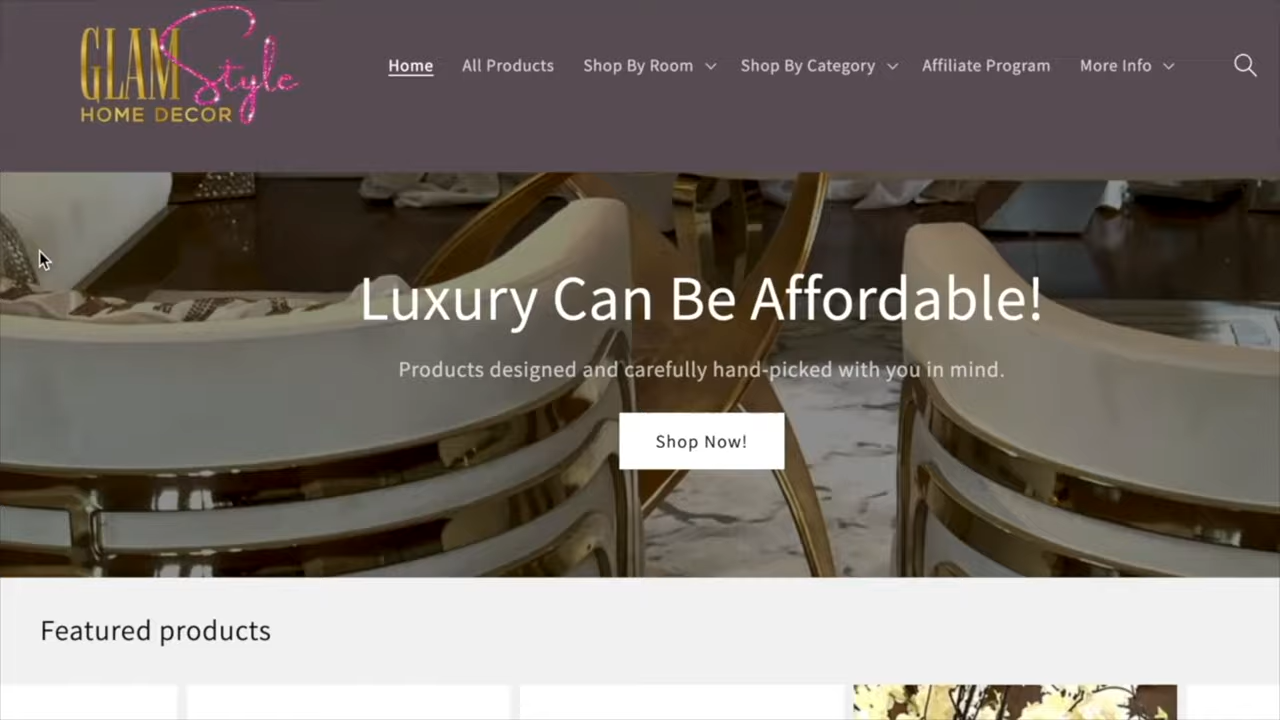 GLAM Style
HOME DECOR
Home All Products Shop By Room Shop By Category Affiliate Program More Info
Luxury Can Be Affordable!
Products designed and carefully hand-picked with you in mind.
Shop Now!
Featured products